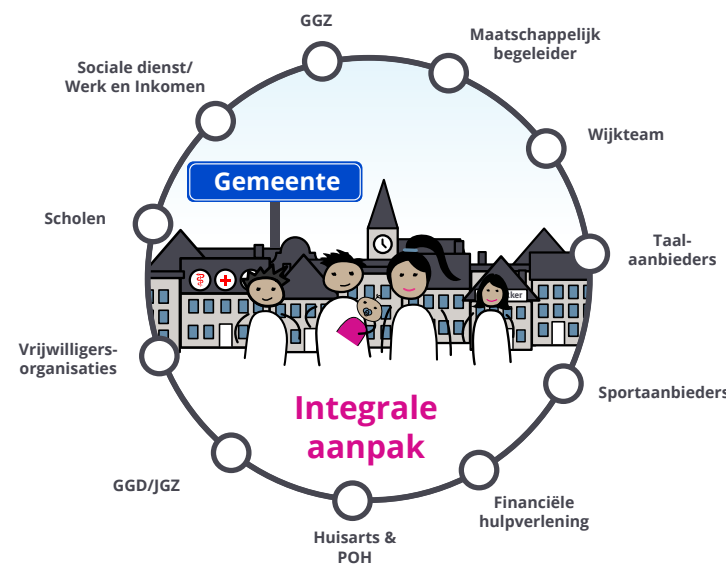 GGZ
Maatschappelijk
begeleider
Sociale dienst/
Werk en Inkomen
Wijkteam
Gemeente
Scholen
Taal-
aanbieders
Vrijwilligers-
organisaties
Sportaanbieders
Integrale
aanpak
GGD/JGZ
Financiële
hulpverlening
Huisarts &
POH